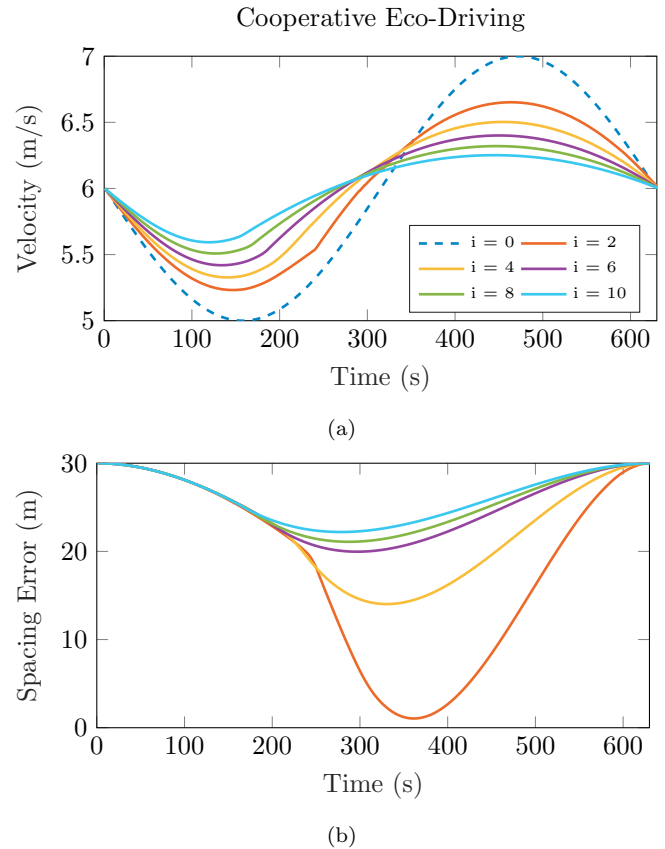 Cooperative Eco-Driving
7
6.5
6
5.5
5
Velocity (m/s)
i = 0 i = 2
i = 4 i = 6
i = 8 i = 10
0 100 200 300 400 500 600
Time (s)
(a)
30
20
10
0
Spacing Error (m)
0 100 200 300 400 500 600
Time (s)
(b)